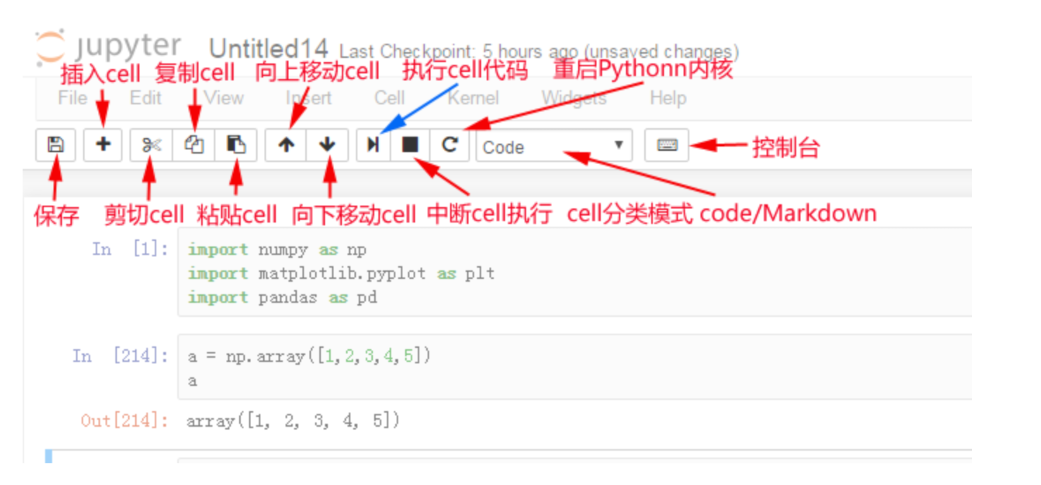 jupyter Untitled14 Last Checkpoint: 5 hours ago (unsaved changes)
插入cell 复制cell 向上移动cell 执行cell代码 重启Pythonn内核
File Edit View Insert Cell Kernel Widgets Help
Code 控制台
保存 剪切cell 粘贴cell 向下移动cell 中断cell执行 cell分类模式 code/Markdown
In [1]: import numpy as np
import matplotlib.pyplot as plt
import pandas as pd
In [214]: a = np.array([1,2,3,4,5])
a
Out[214]: array([1, 2, 3, 4, 5])